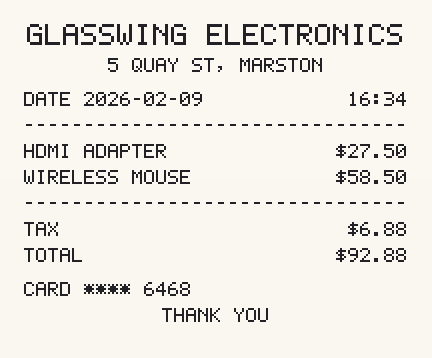 GLASSWING ELECTRONICS
5 QUAY ST, MARSTON
DATE 2026-02-09 16:34
--------------------------------
HDMI ADAPTER $27.50
WIRELESS MOUSE $58.50
--------------------------------
TAX $6.88
TOTAL $92.88
CARD **** 6468
THANK YOU